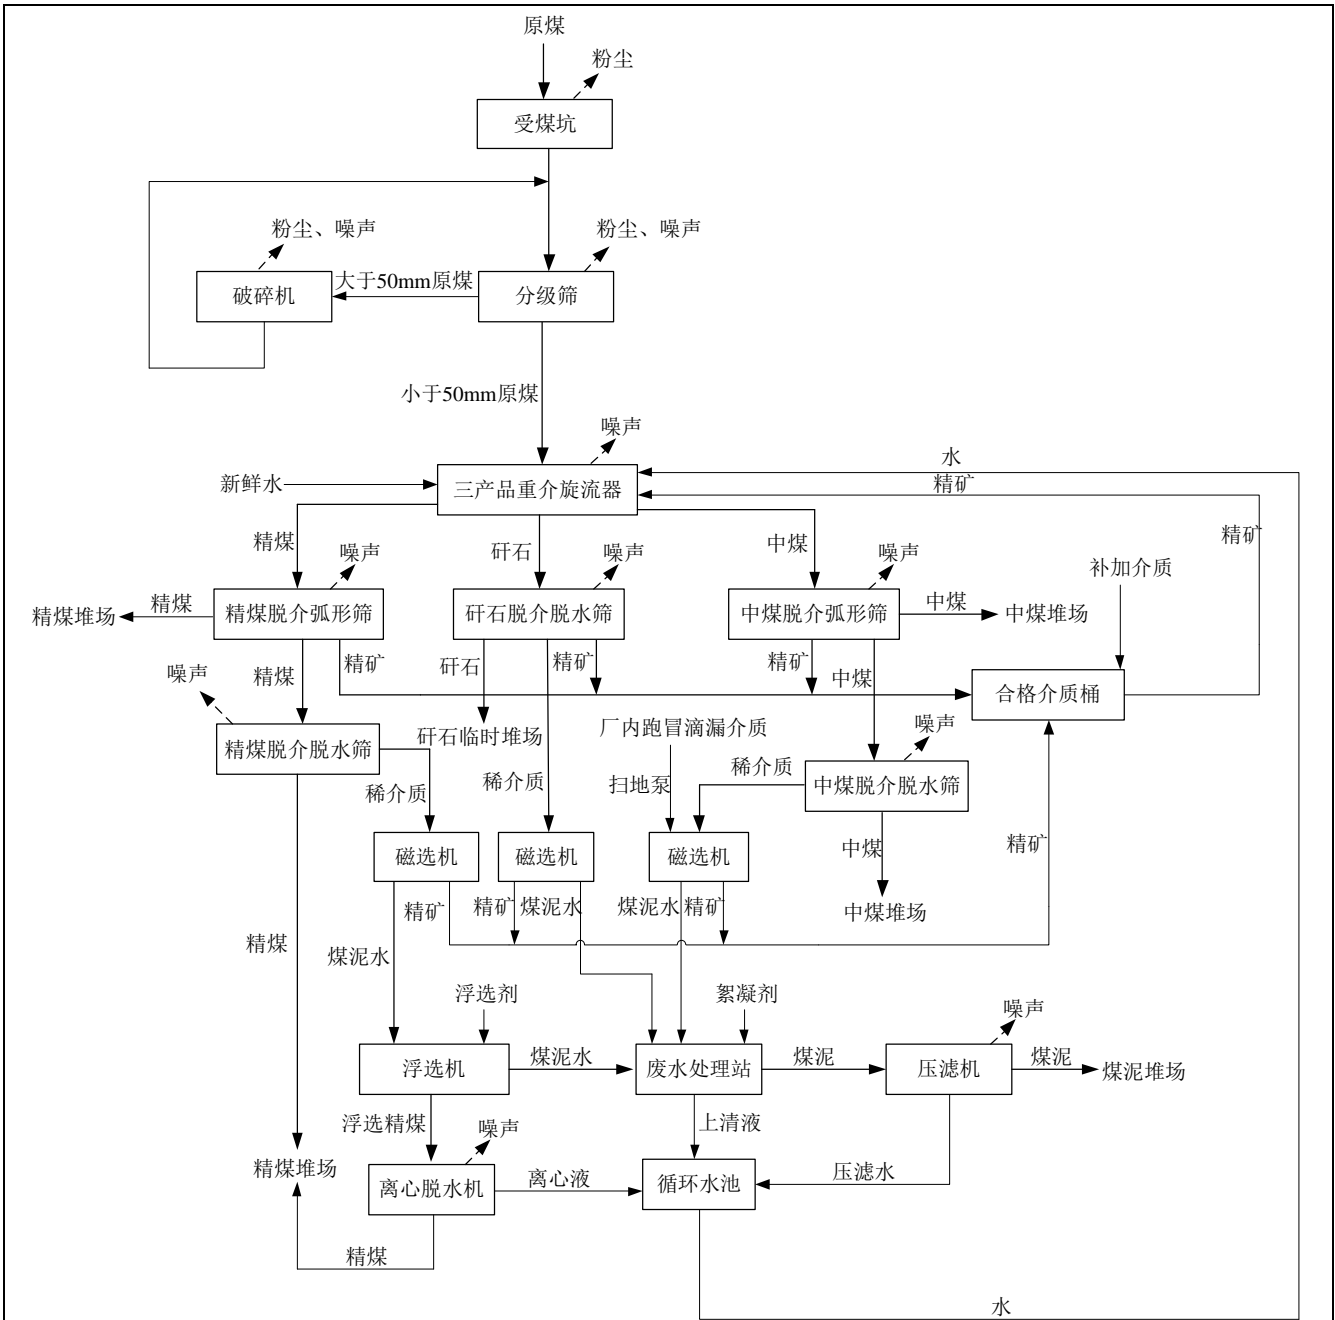 原煤
粉尘
受煤坑
粉尘、噪声
粉尘、噪声
破碎机
大于50mm原煤
分级筛
小于50mm原煤
噪声
水
新鲜水
三产品重介旋流器
精矿
精煤
矸石
中煤
精矿
噪声
噪声
噪声
补加介质
精煤堆场
精煤
精煤脱介弧形筛
矸石脱介脱水筛
中煤脱介弧形筛
中煤
中煤堆场
噪声
精煤
精矿
矸石
精矿
精矿
中煤
合格介质桶
精煤脱介脱水筛
矸石临时堆场
厂内跑冒滴漏介质
噪声
稀介质
稀介质
扫地泵
稀介质
中煤脱介脱水筛
磁选机
磁选机
磁选机
中煤
精矿
精矿
精矿
煤泥水
煤泥水
精矿
中煤堆场
精煤
煤泥水
浮选剂
絮凝剂
噪声
浮选机
煤泥水
废水处理站
煤泥
压滤机
煤泥
煤泥堆场
浮选精煤
噪声
上清液
精煤堆场
离心脱水机
离心液
循环水池
压滤水
精煤
水